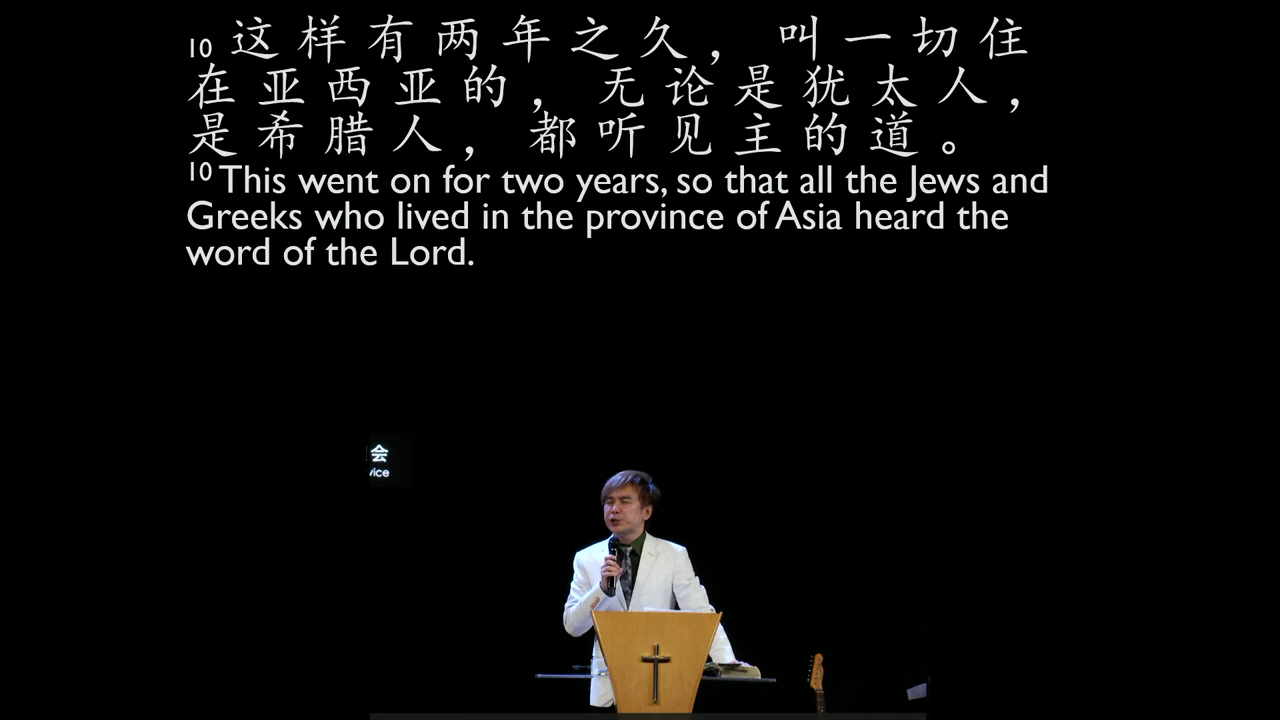 10 这样有两年之久，叫一切住
在亚西亚的，无论是犹太人，
是希腊人，都听见主的道。
10 This went on for two years, so that all the Jews and
Greeks who lived in the province of Asia heard the
word of the Lord.
会
vice